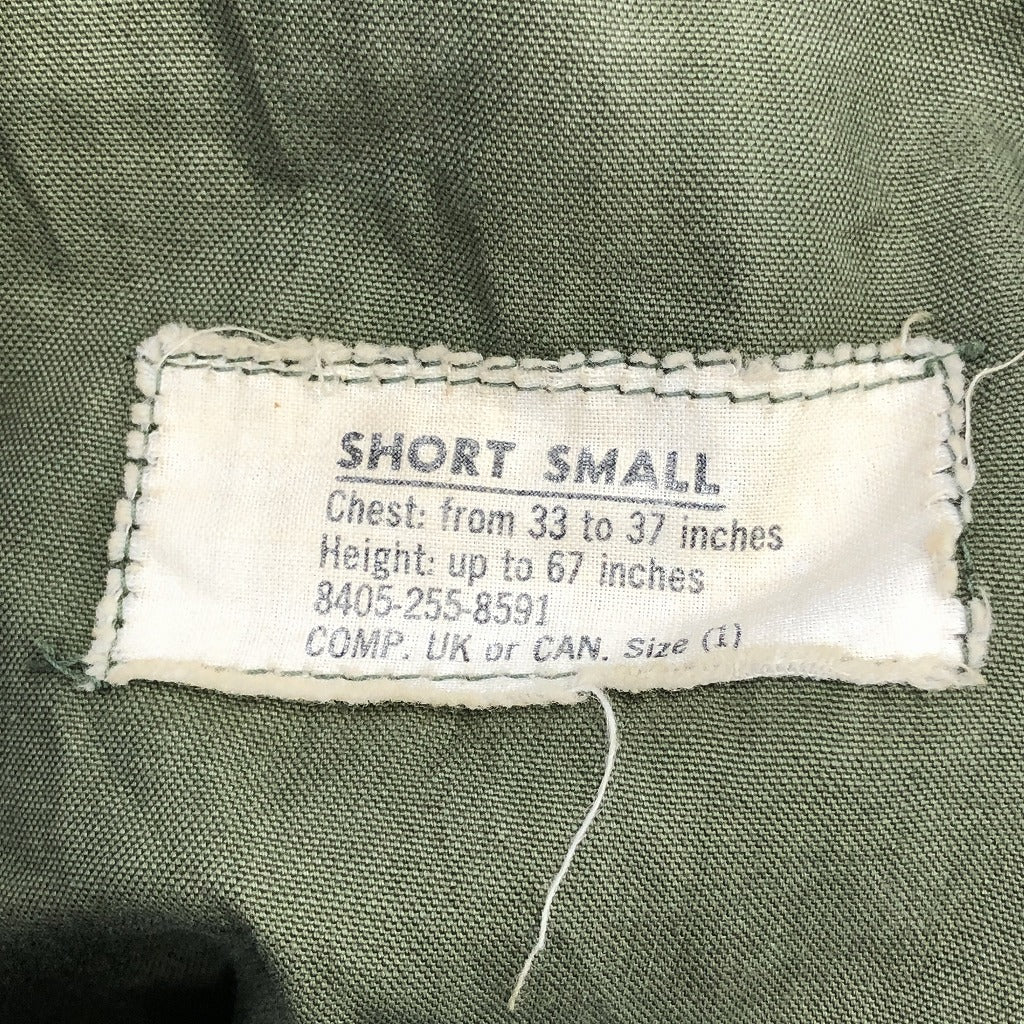 SHORT SMALL
Chest: from 33 to 37 inches
Height: up to 67 inches
8405-255-8591
COMP. UK or CAN. Size (1)